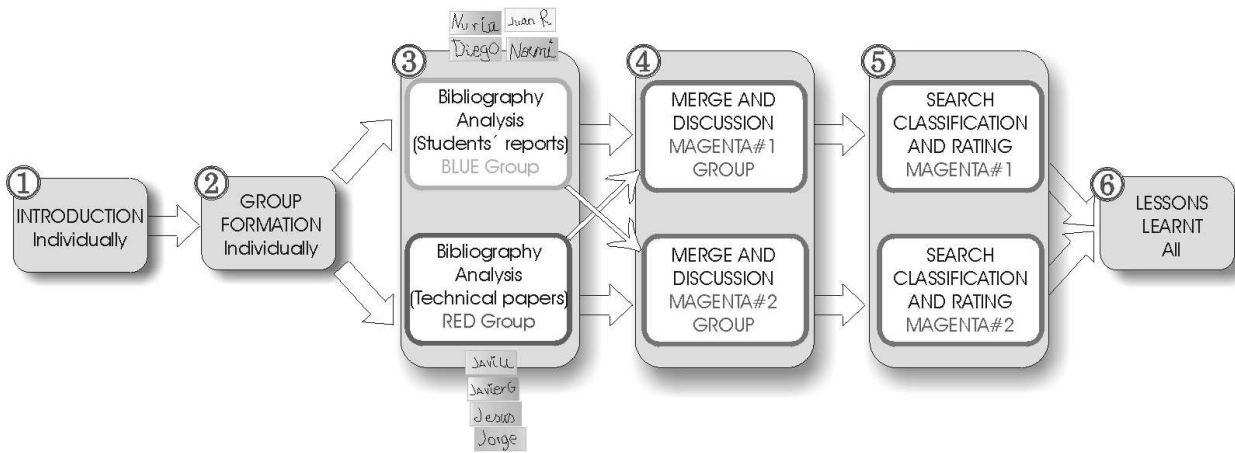 Nuria Juan R
Diego Noemi
1
INTRODUCTION
Individually
2
GROUP
FORMATION
Individually
3
Bibliography
Analysis
(Students´ reports)
BLUE Group
Bibliography
Analysis
(Technical papers)
RED Group
JAVIER
JAVIERG
Jesus
Jorge
4
MERGE AND
DISCUSSION
MAGENTA#1
GROUP
MERGE AND
DISCUSSION
MAGENTA#2
GROUP
5
SEARCH
CLASSIFICATION
AND RATING
MAGENTA#1
SEARCH
CLASSIFICATION
AND RATING
MAGENTA#2
6
LESSONS
LEARNT
All